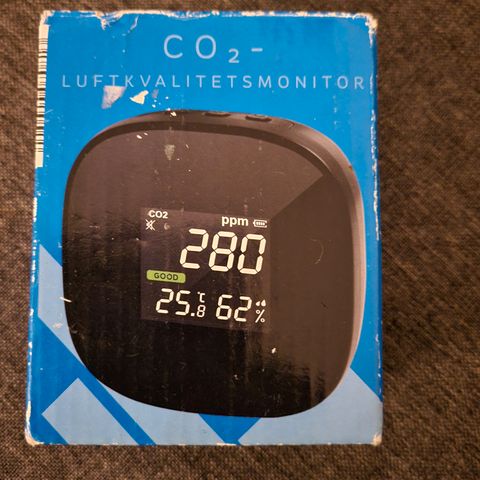 CO₂-
LUFTKVALITETSMONITOR
CO2
ppm
280
GOOD
25.8 ℃ 62 %